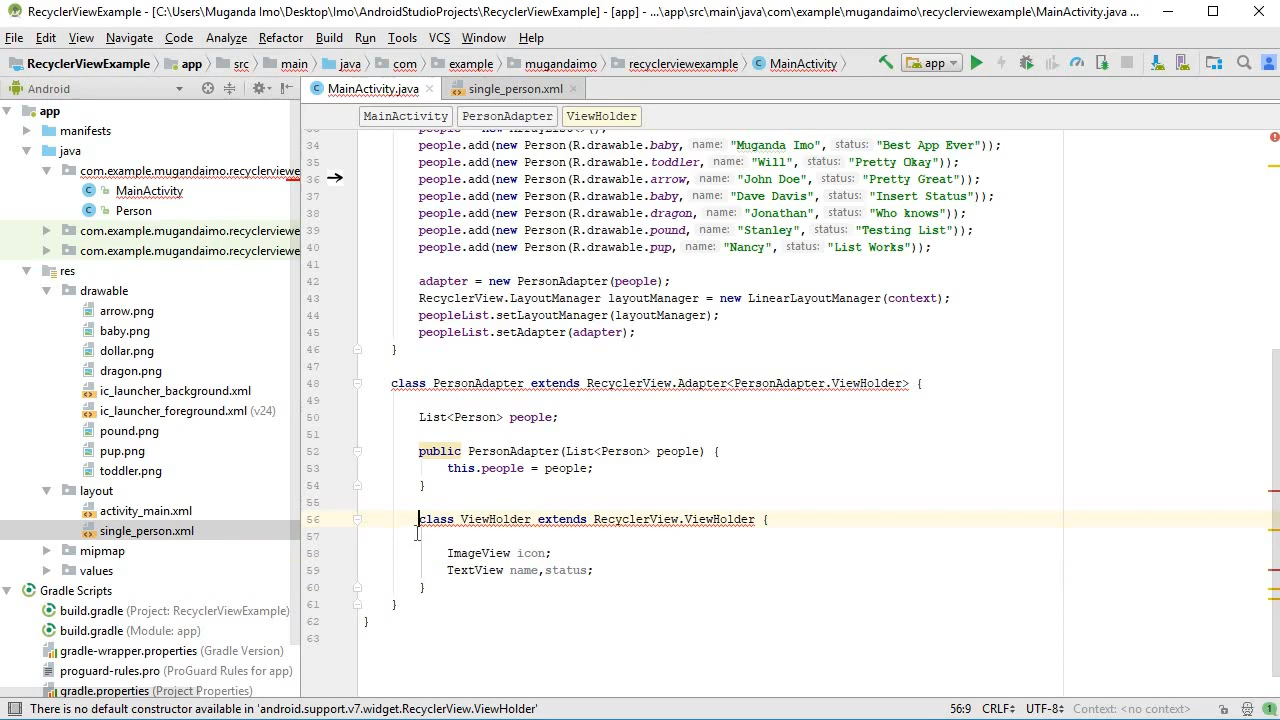 RecyclerViewExample - [C:\Users\Muganda Imo\Desktop\Imo\AndroidStudioProjects\RecyclerViewExample] - [app] - ...\app\src\main\java\com\example\mugandaimo\recyclerviewexample\MainActivity.java ...
File Edit View Navigate Code Analyze Refactor Build Run Tools VCS Window Help
RecyclerViewExample app src main java com example mugandaimo recyclerviewexample MainActivity app
Android MainActivity.java single_person.xml
MainActivity PersonAdapter ViewHolder
app
manifests
java
com.example.mugandaimo.recyclerviewe
MainActivity
Person
com.example.mugandaimo.recyclerviewe
com.example.mugandaimo.recyclerviewe
res
drawable
arrow.png
baby.png
dollar.png
dragon.png
ic_launcher_background.xml
ic_launcher_foreground.xml (v24)
pound.png
pup.png
toddler.png
layout
activity_main.xml
single_person.xml
mipmap
values
Gradle Scripts
build.gradle (Project: RecyclerViewExample)
build.gradle (Module: app)
gradle-wrapper.properties (Gradle Version)
proguard-rules.pro (ProGuard Rules for app)
gradle.properties (Project Properties)
33 people = new ArrayList<>();
34 people.add(new Person(R.drawable.baby, name: "Muganda Imo", status: "Best App Ever"));
35 people.add(new Person(R.drawable.toddler, name: "Will", status: "Pretty Okay"));
36 people.add(new Person(R.drawable.arrow, name: "John Doe", status: "Pretty Great"));
37 people.add(new Person(R.drawable.baby, name: "Dave Davis", status: "Insert Status"));
38 people.add(new Person(R.drawable.dragon, name: "Jonathan", status: "Who knows"));
39 people.add(new Person(R.drawable.pound, name: "Stanley", status: "Testing List"));
40 people.add(new Person(R.drawable.pup, name: "Nancy", status: "List Works"));
41
42 adapter = new PersonAdapter(people);
43 RecyclerView.LayoutManager layoutManager = new LinearLayoutManager(context);
44 peopleList.setLayoutManager(layoutManager);
45 peopleList.setAdapter(adapter);
46 }
47
48 class PersonAdapter extends RecyclerView.Adapter<PersonAdapter.ViewHolder> {
49
50 List<Person> people;
51
52 public PersonAdapter(List<Person> people) {
53 this.people = people;
54 }
55
56 class ViewHolder extends RecyclerView.ViewHolder {
57
58 ImageView icon;
59 TextView name,status;
60 }
61 }
62 }
63
There is no default constructor available in 'android.support.v7.widget.RecyclerView.ViewHolder' 56:9 CRLF UTF-8 Context: <no context> 1